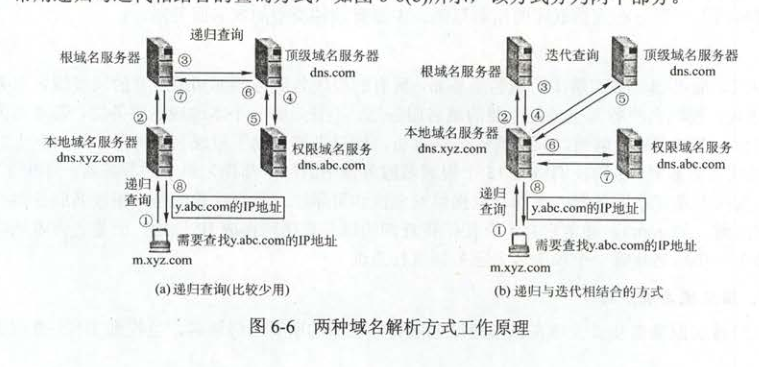 递归查询
根域名服务器
③
顶级域名服务器
dns.com
⑦
⑥
④
②
⑤
本地域名服务器
dns.xyz.com
权限域名服务器
dns.abc.com
递归
查询
⑧
y.abc.com的IP地址
①
需要查找y.abc.com的IP地址
m.xyz.com
(a) 递归查询(比较少用)
迭代查询
根域名服务器
顶级域名服务器
dns.com
③
②
④
⑤
本地域名服务器
dns.xyz.com
⑥
权限域名服务器
dns.abc.com
⑦
递归
查询
⑧
y.abc.com的IP地址
①
需要查找y.abc.com的IP地址
m.xyz.com
(b) 递归与迭代相结合的方式
图 6-6 两种域名解析方式工作原理